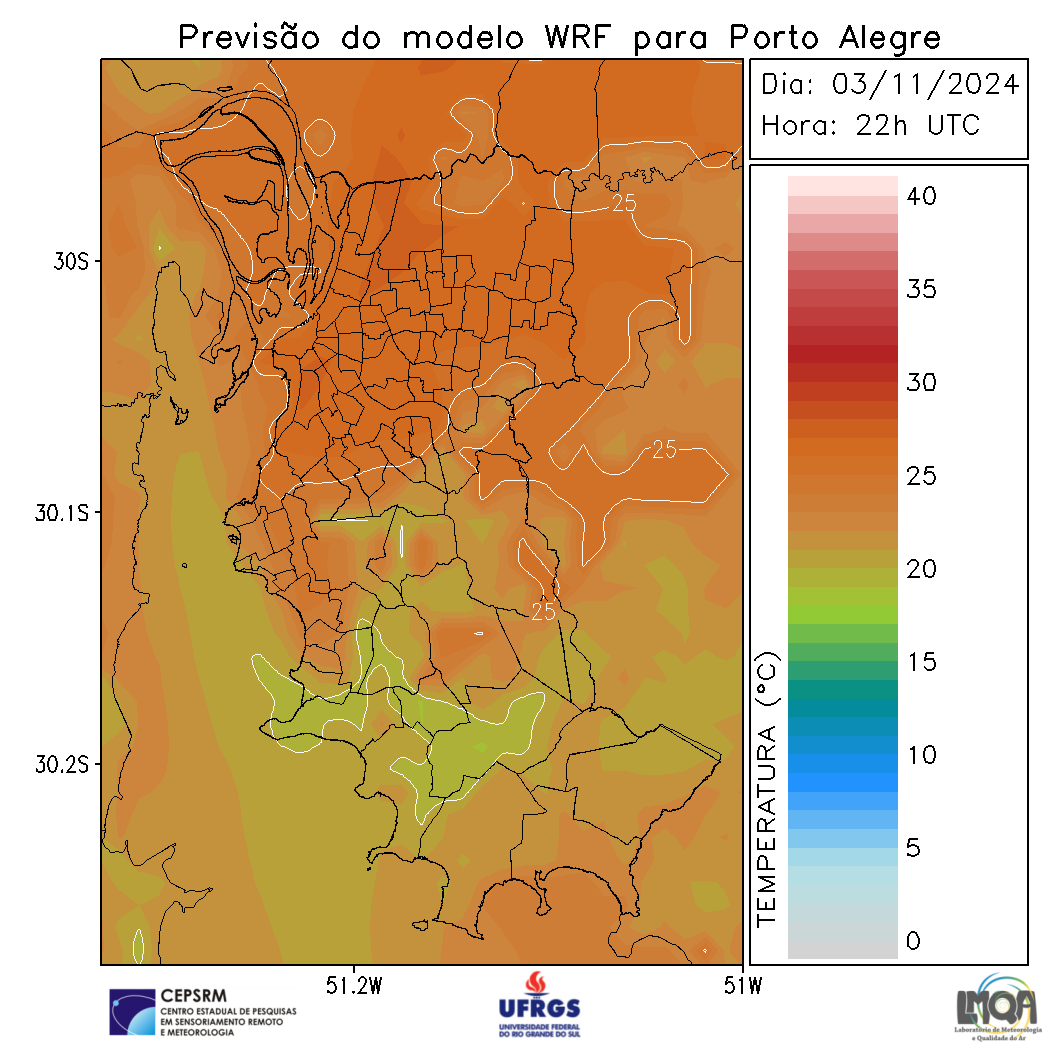 Previsão do modelo WRF para Porto Alegre
Dia: 03/11/2024
Hora: 22h UTC
40
35
30
25
20
15
10
5
0
TEMPERATURA (°C)
25
25
25
30S
30.1S
30.2S
51.2W
51W
CEPSRM
CENTRO ESTADUAL DE PESQUISAS
EM SENSORIAMENTO REMOTO
E METEOROLOGIA
UFRGS
UNIVERSIDADE FEDERAL
DO RIO GRANDE DO SUL
LMQA
Laboratório de Meteorologia
e Qualidade do Ar